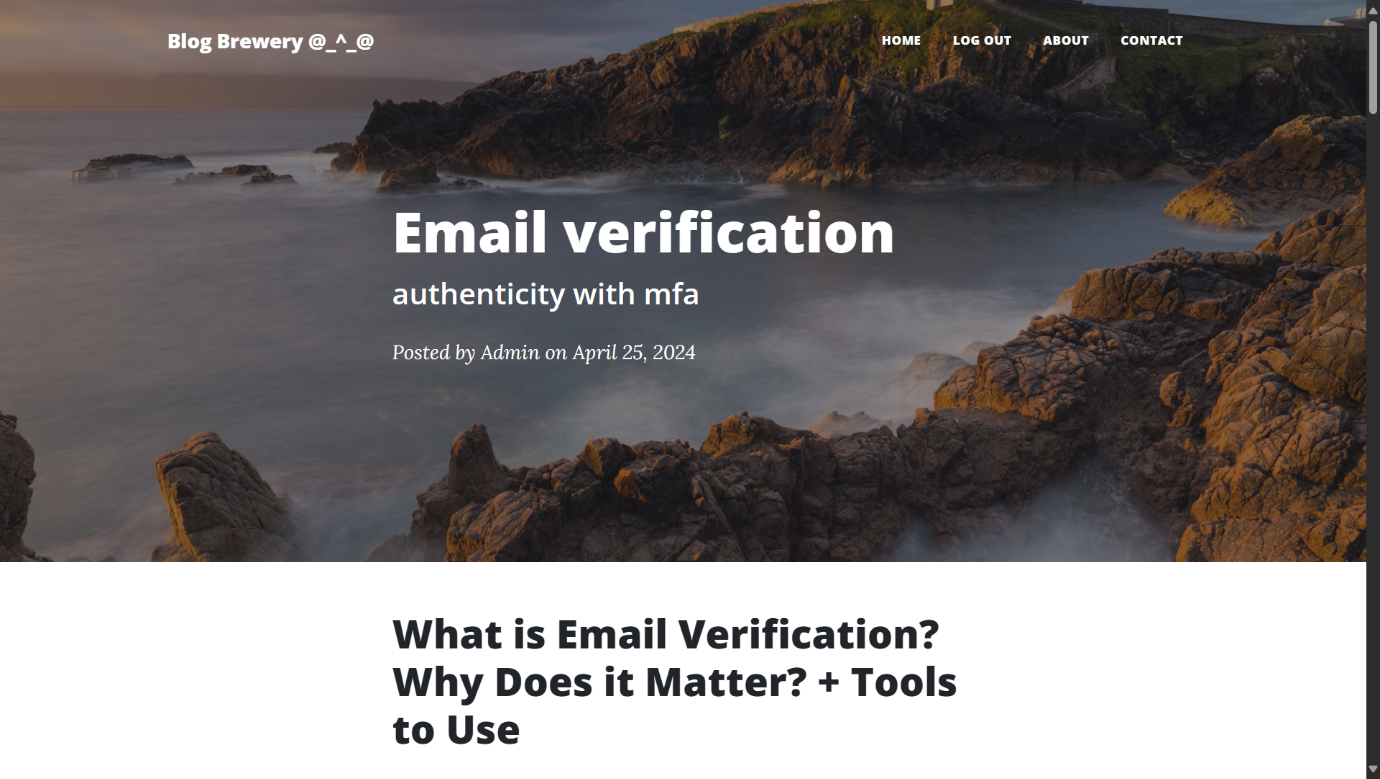 Blog Brewery @_^_@
HOME LOG OUT ABOUT CONTACT
Email verification
authenticity with mfa
Posted by Admin on April 25, 2024
What is Email Verification?
Why Does it Matter? + Tools
to Use